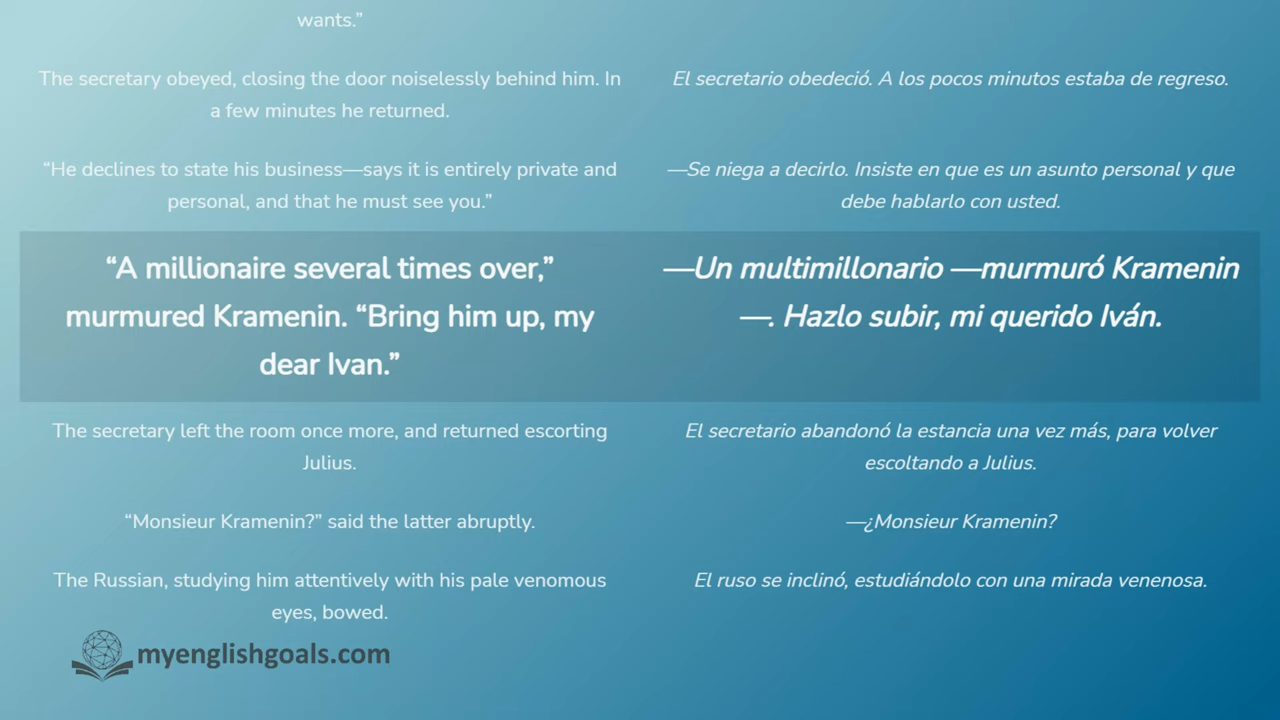 wants.”
The secretary obeyed, closing the door noiselessly behind him. In
a few minutes he returned.
El secretario obedeció. A los pocos minutos estaba de regreso.
“He declines to state his business—says it is entirely private and
personal, and that he must see you.”
—Se niega a decirlo. Insiste en que es un asunto personal y que
debe hablarlo con usted.
“A millionaire several times over,”
murmured Kramenin. “Bring him up, my
dear Ivan.”
—Un multimillonario —murmuró Kramenin
—. Hazlo subir, mi querido Iván.
The secretary left the room once more, and returned escorting
Julius.
El secretario abandonó la estancia una vez más, para volver
escoltando a Julius.
“Monsieur Kramenin?” said the latter abruptly.
—¿Monsieur Kramenin?
The Russian, studying him attentively with his pale venomous
eyes, bowed.
El ruso se inclinó, estudiándolo con una mirada venenosa.
myenglishgoals.com